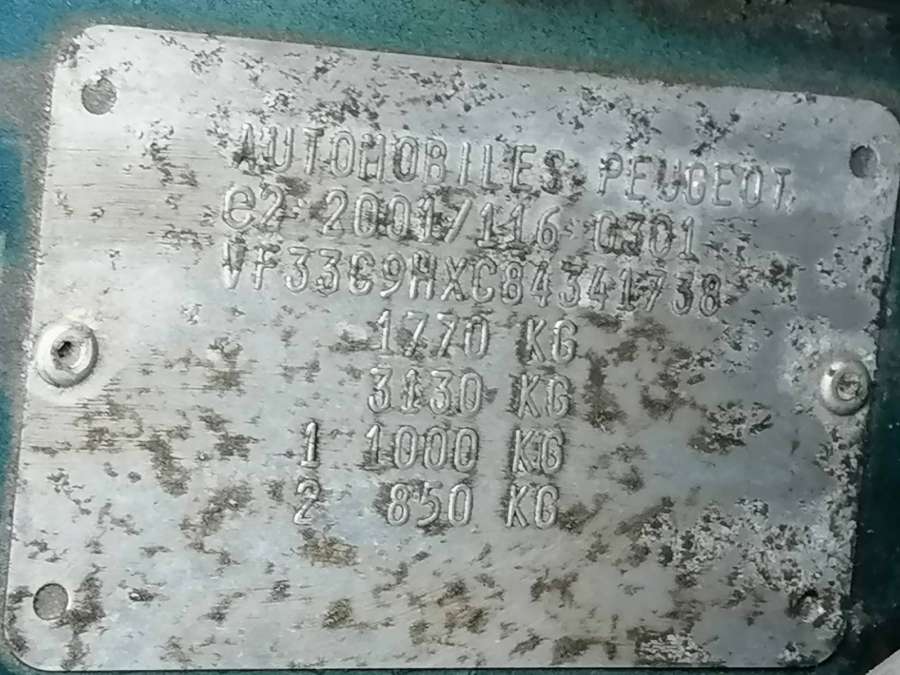 AUTOMOBILES PEUGEOT
e2*2001/116*0301
VF33C9HXC84341738
1770 KG
3130 KG
1 1000 KG
2 850 KG